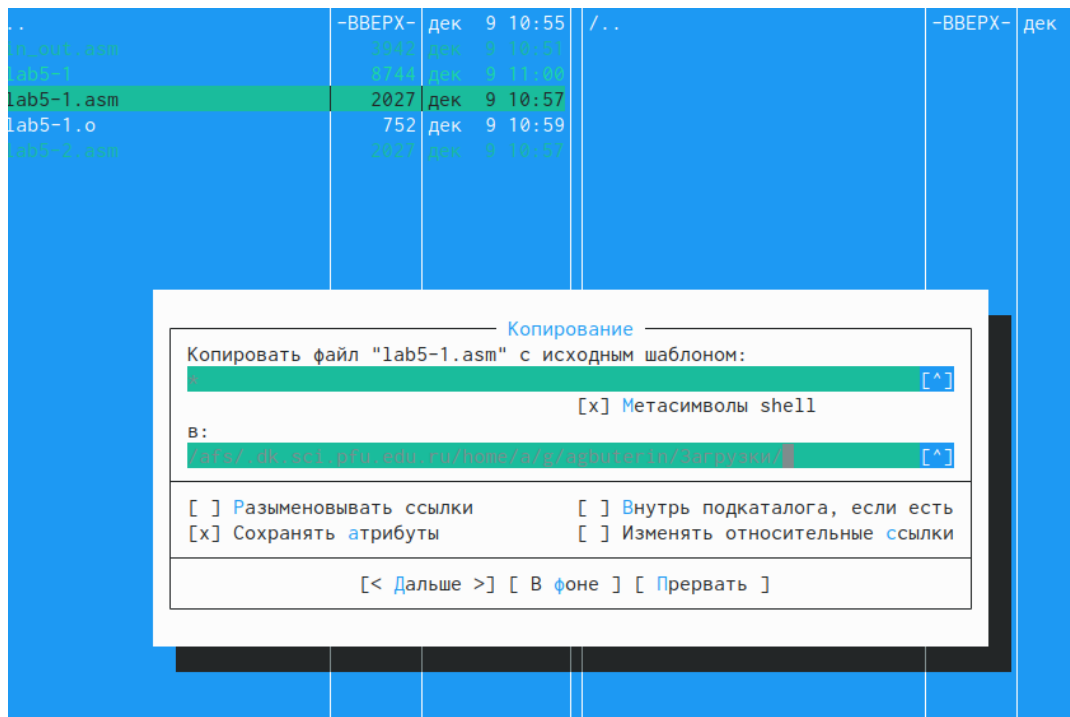 .. -ВВЕРХ- дек 9 10:55 /.. -ВВЕРХ- дек
in_out.asm 3942 дек 9 10:51
lab5-1 8744 дек 9 11:00
lab5-1.asm 2027 дек 9 10:57
lab5-1.o 752 дек 9 10:59
lab5-2.asm 2027 дек 9 10:57
Копирование
Копировать файл "lab5-1.asm" с исходным шаблоном:
* [^]
[x] Метасимволы shell
в:
/afs/.dk.sci.pfu.edu.ru/home/a/g/agbuterin/Загрузки/ [^]
[ ] Разыменовывать ссылки [ ] Внутрь подкаталога, если есть
[x] Сохранять атрибуты [ ] Изменять относительные ссылки
[< Дальше >] [ В фоне ] [ Прервать ]